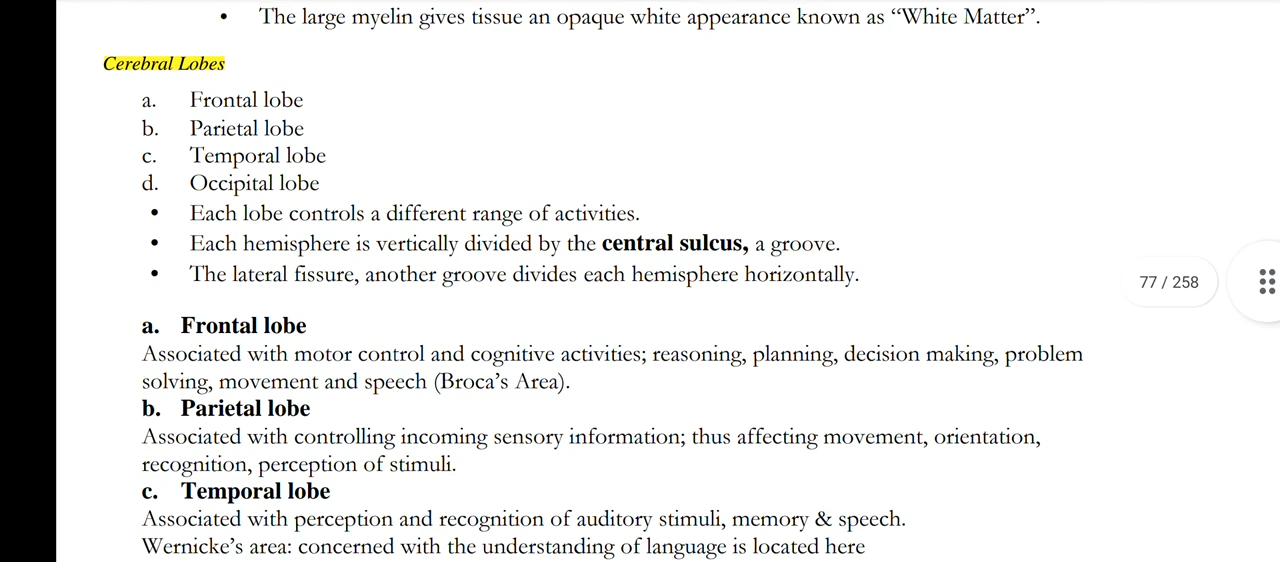 • The large myelin gives tissue an opaque white appearance known as “White Matter”.
Cerebral Lobes
a. Frontal lobe
b. Parietal lobe
c. Temporal lobe
d. Occipital lobe
• Each lobe controls a different range of activities.
• Each hemisphere is vertically divided by the central sulcus, a groove.
• The lateral fissure, another groove divides each hemisphere horizontally.
77 / 258
a. Frontal lobe
Associated with motor control and cognitive activities; reasoning, planning, decision making, problem
solving, movement and speech (Broca’s Area).
b. Parietal lobe
Associated with controlling incoming sensory information; thus affecting movement, orientation,
recognition, perception of stimuli.
c. Temporal lobe
Associated with perception and recognition of auditory stimuli, memory & speech.
Wernicke’s area: concerned with the understanding of language is located here